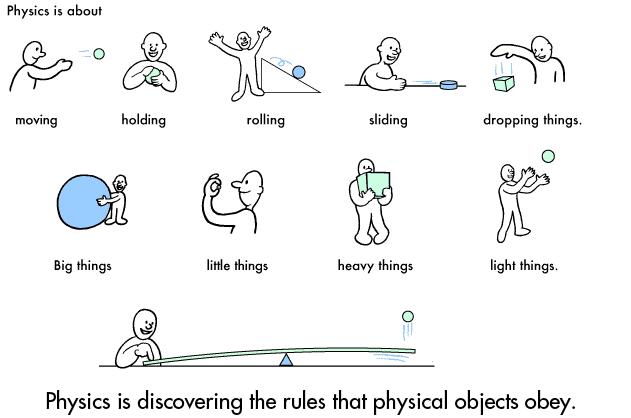 Physics is about
moving holding rolling sliding dropping things.
Big things little things heavy things light things.
Physics is discovering the rules that physical objects obey.